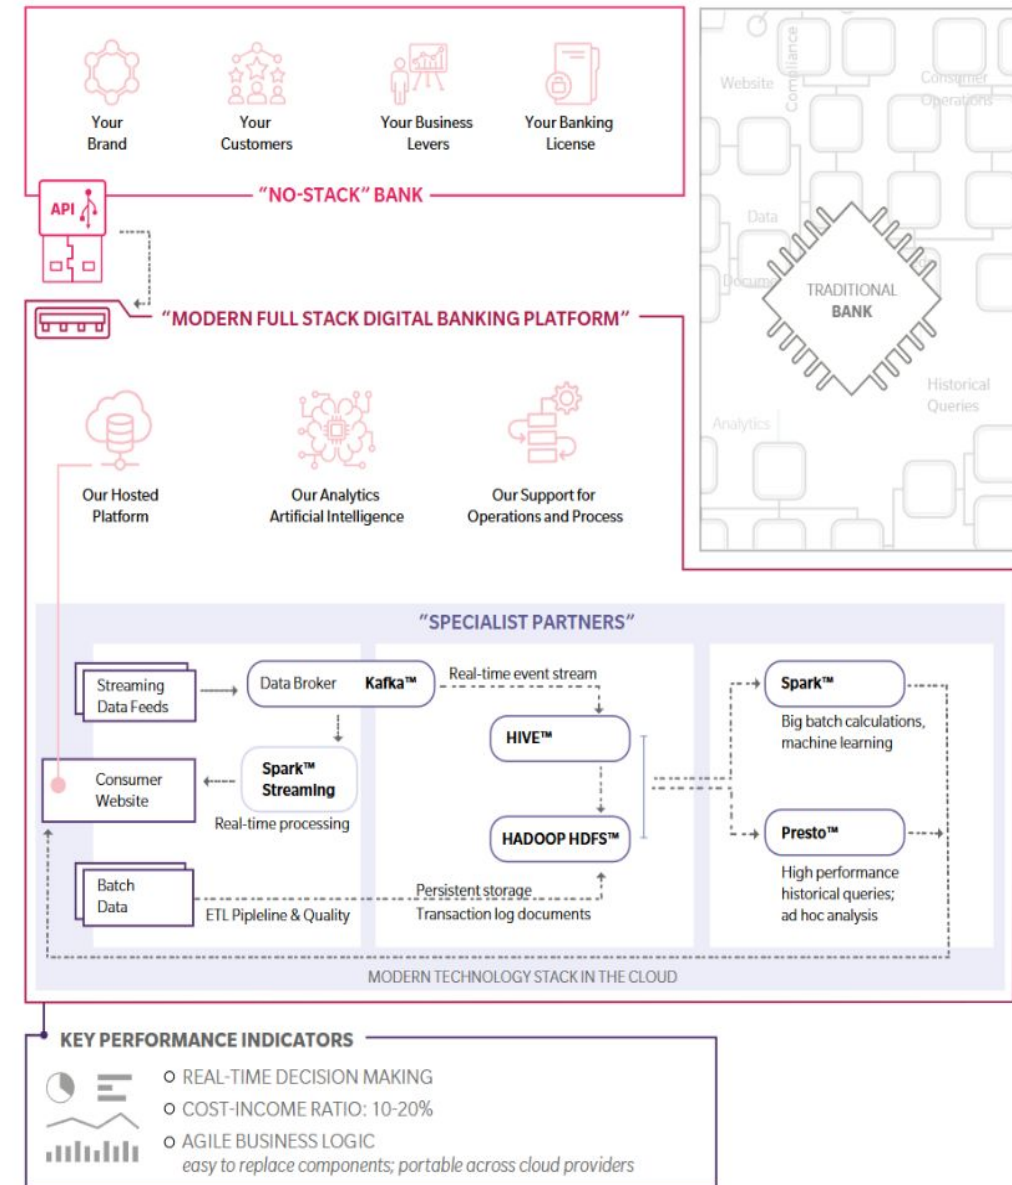 Your
Brand
Your
Customers
Your Business
Levers
Your Banking
License
"NO-STACK" BANK
API
Website
Compliance
Consumer
Operations
Data
TRADITIONAL
BANK
Historical
Queries
Analytics
"MODERN FULL STACK DIGITAL BANKING PLATFORM"
Our Hosted
Platform
Our Analytics
Artificial Intelligence
Our Support for
Operations and Process
"SPECIALIST PARTNERS"
Streaming
Data Feeds
Data Broker Kafka™
Real-time event stream
Spark™
Big batch calculations,
machine learning
HIVE™
Consumer
Website
Spark™
Streaming
Real-time processing
HADOOP HDFS™
Presto™
High performance
historical queries;
ad hoc analysis
Batch
Data
ETL Pipleline & Quality
Persistent storage
Transaction log documents
MODERN TECHNOLOGY STACK IN THE CLOUD
KEY PERFORMANCE INDICATORS
REAL-TIME DECISION MAKING
COST-INCOME RATIO: 10-20%
AGILE BUSINESS LOGIC
easy to replace components; portable across cloud providers